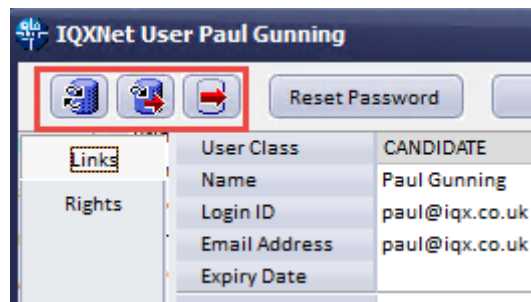 IQXNet User Paul Gunning
Reset Password
Links
Rights
User Class CANDIDATE
Name Paul Gunning
Login ID paul@iqx.co.uk
Email Address paul@iqx.co.uk
Expiry Date